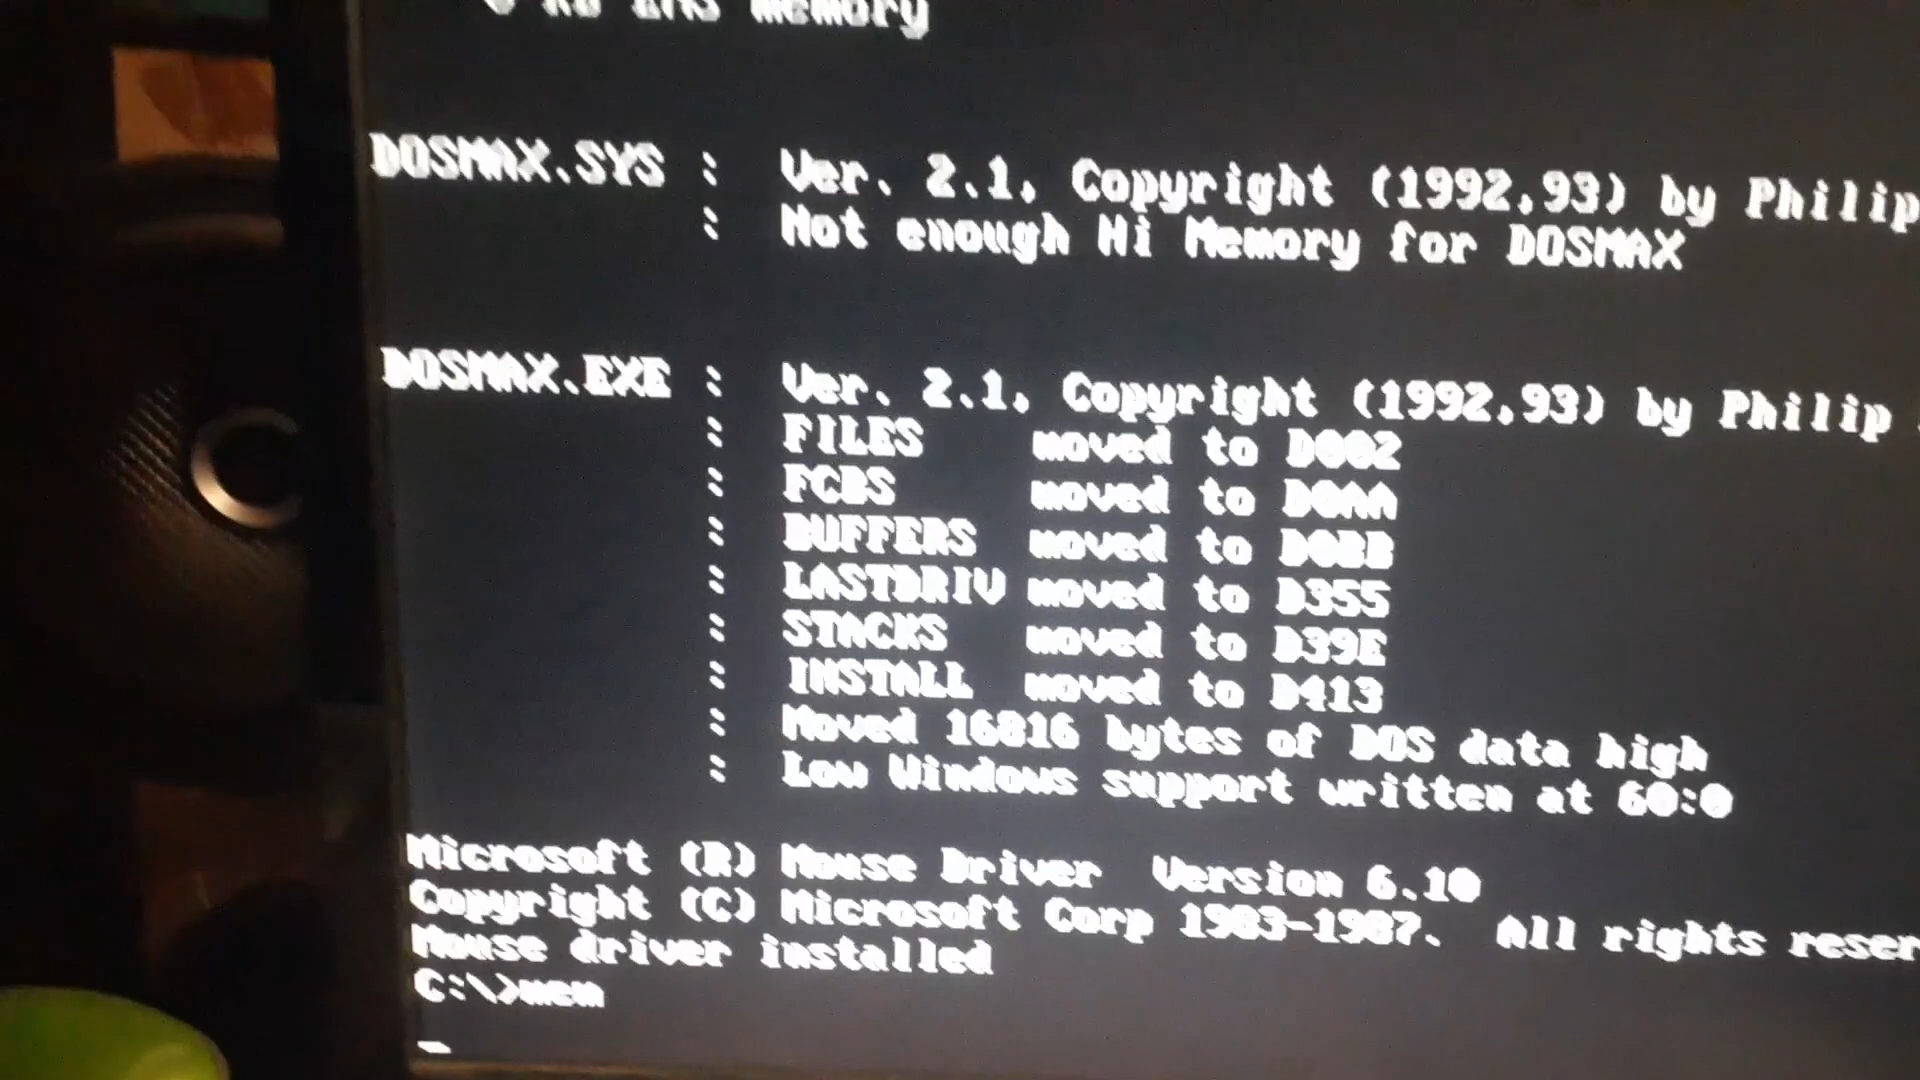 0 Kb EMS memory
DOSMAX.SYS : Ver. 2.1, Copyright (1992,93) by Philip
: Not enough Hi Memory for DOSMAX
DOSMAX.EXE : Ver. 2.1, Copyright (1992,93) by Philip
: FILES moved to D002
: FCBS moved to D0AA
: BUFFERS moved to D0BB
: LASTDRIV moved to D355
: STACKS moved to D39E
: INSTALL moved to D413
: Moved 16816 bytes of DOS data high
: Low Windows support written at 60:0
Microsoft (R) Mouse Driver Version 6.10
Copyright (C) Microsoft Corp 1983-1987. All rights reser
Mouse driver installed
C:\>mem